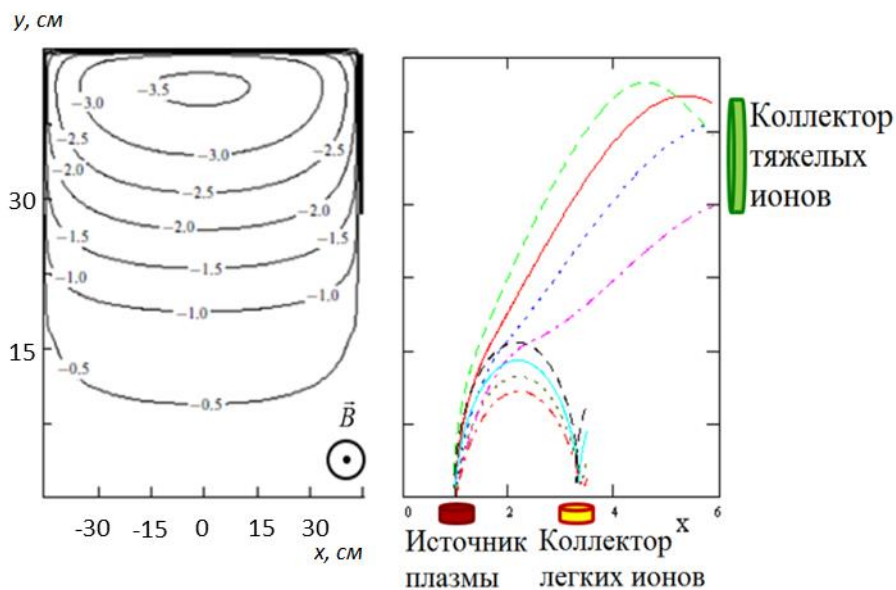 y, см
-3.5
-3.0
-3.0
-2.5
-2.5
-2.5
-2.0
-2.0
-2.0
-1.5
-1.5
-1.5
-1.0
-1.0
-1.0
-0.5
-0.5
30
15
B
-30 -15 0 15 30
x, см
Коллектор
тяжелых
ионов
0 2 4 x 6
Источник
плазмы
Коллектор
легких ионов